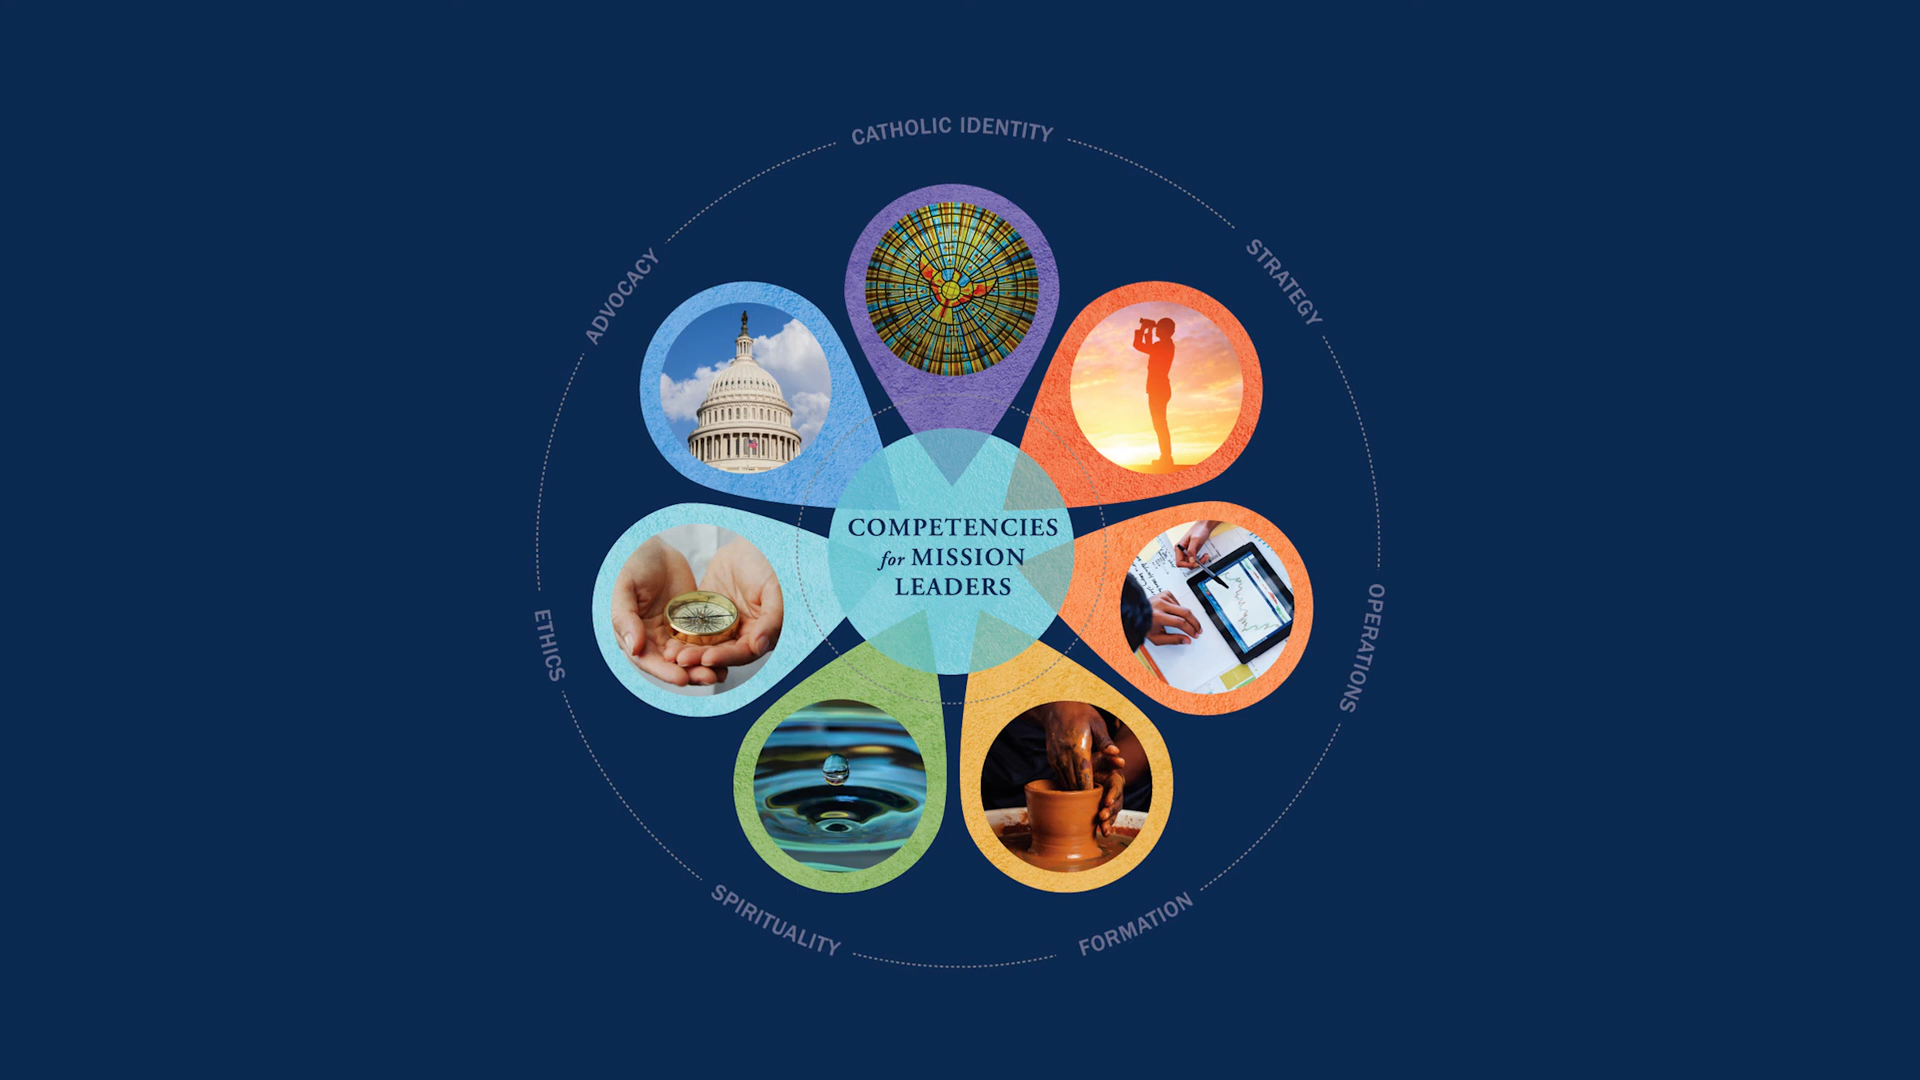 CATHOLIC IDENTITY
STRATEGY
OPERATIONS
FORMATION
SPIRITUALITY
ETHICS
ADVOCACY
COMPETENCIES
for MISSION
LEADERS